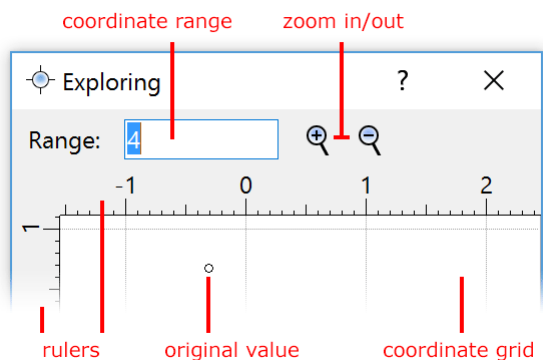 coordinate range zoom in/out
Exploring ? ×
Range: 4
-1 0 1 2
1
rulers original value coordinate grid